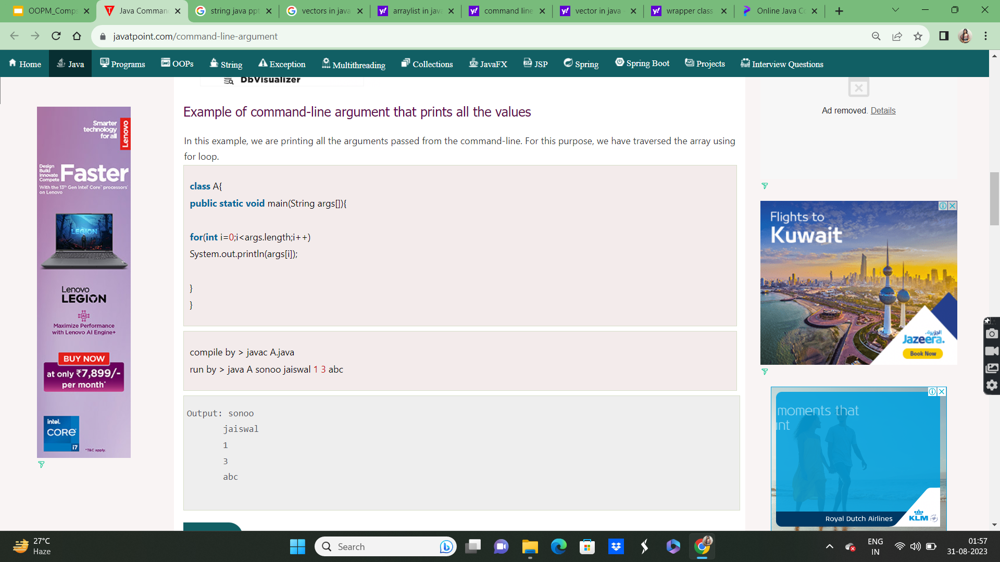 OOPM_Comps
Java Comman
string java ppt
vectors in java
arraylist in java
command line
vector in java -
wrapper class
Online Java Co
javatpoint.com/command-line-argument
Home
Java
Programs
OOPs
String
Exception
Multithreading
Collections
JavaFX
JSP
Spring
Spring Boot
Projects
Interview Questions
DbVisualizer
Example of command-line argument that prints all the values
In this example, we are printing all the arguments passed from the command-line. For this purpose, we have traversed the array using
for loop.
class A{
public static void main(String args[]){
for(int i=0;i<args.length;i++)
System.out.println(args[i]);
}
}
compile by > javac A.java
run by > java A sonoo jaiswal 1 3 abc
Output: sonoo
jaiswal
1
3
abc
Smarter
technology
for all
Lenovo
Design
Build
Innovate
Compete
Faster
With the 13th Gen Intel® Core™ processors
on Lenovo
LEGION
Lenovo
LEGION
AI
Maximize Performance
with Lenovo AI Engine+
BUY NOW
at only ₹7,899/-
per month*
intel.
CORE
i7
*T&C apply.
Ad removed. Details
Flights to
Kuwait
الجزيرة.
Jazeera.
Book Now
moments that
unt
Royal Dutch Airlines
KLM
27°C
Haze
Search
ENG
IN
01:57
31-08-2023